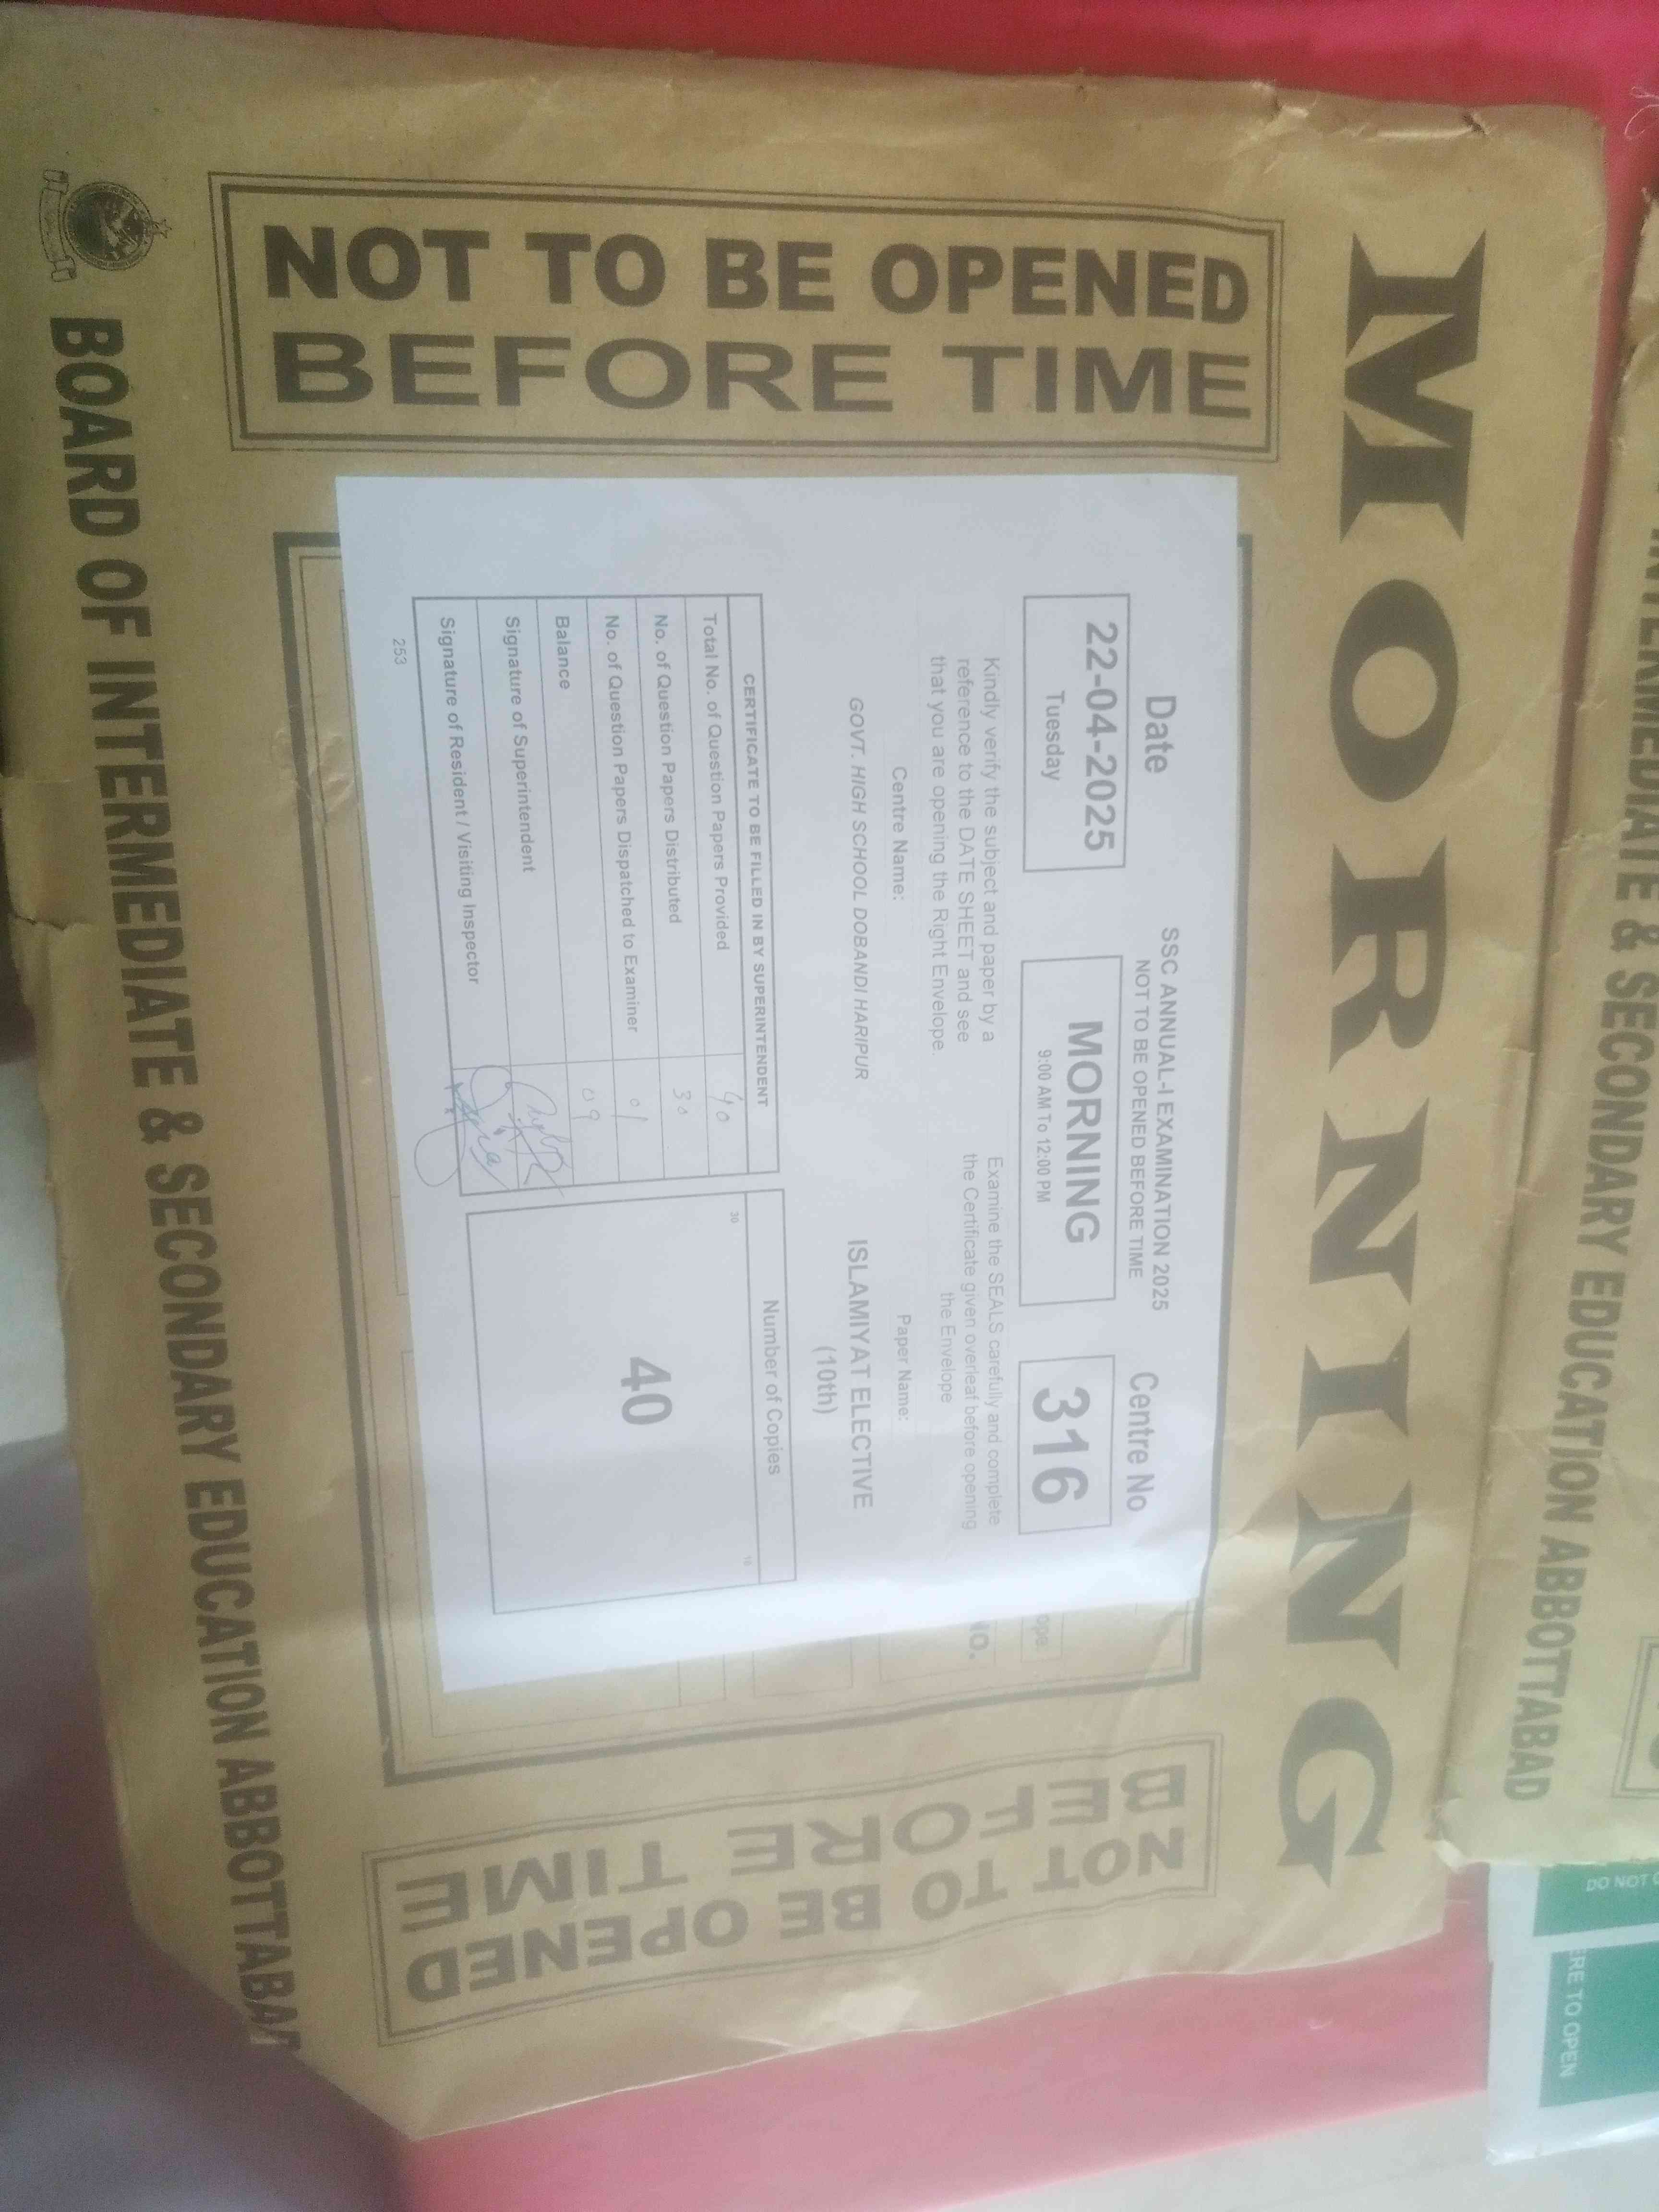 MORNING
NOT TO BE OPENED
BEFORE TIME
Date
22-04-2025
Tuesday
SSC ANNUAL-I EXAMINATION 2025
NOT TO BE OPENED BEFORE TIME
MORNING
9:00 AM To 12:00 PM
Centre No
316
Kindly verify the subject and paper by a
reference to the DATE SHEET and see
that you are opening the Right Envelope.
Examine the SEALS carefully and complete
the Certificate given overleaf before opening
the Envelope
Centre Name:
GOVT. HIGH SCHOOL DOBANDI HARIPUR
Paper Name:
ISLAMIYAT ELECTIVE
(10th)
CERTIFICATE TO BE FILLED IN BY SUPERINTENDENT
Total No. of Question Papers Provided 40
No. of Question Papers Distributed 30
No. of Question Papers Dispatched to Examiner 01
Balance 09
Signature of Superintendent
Signature of Resident / Visiting Inspector
253
Number of Copies
30
16
40
ope
NO.
NOT TO BE OPENED
BEFORE TIME
BOARD OF INTERMEDIATE & SECONDARY EDUCATION ABBOTTABA
INTERMEDIATE & SECONDARY EDUCATION ABBOTTABAD
DO NOT
ERE TO OPEN